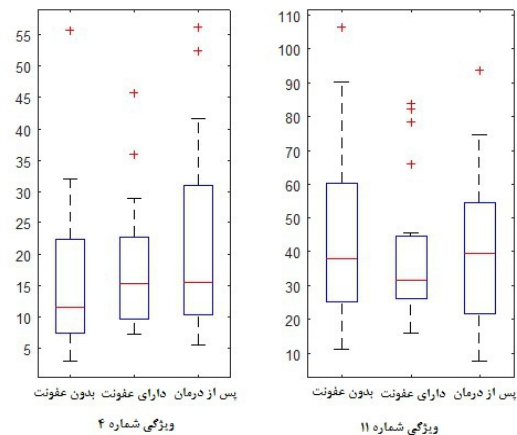 55
50
45
40
35
30
25
20
15
10
5
بدون عفونت
دارای عفونت
پس از درمان
ویژگی شماره ۴
110
100
90
80
70
60
50
40
30
20
10
بدون عفونت
دارای عفونت
پس از درمان
ویژگی شماره ۱۱